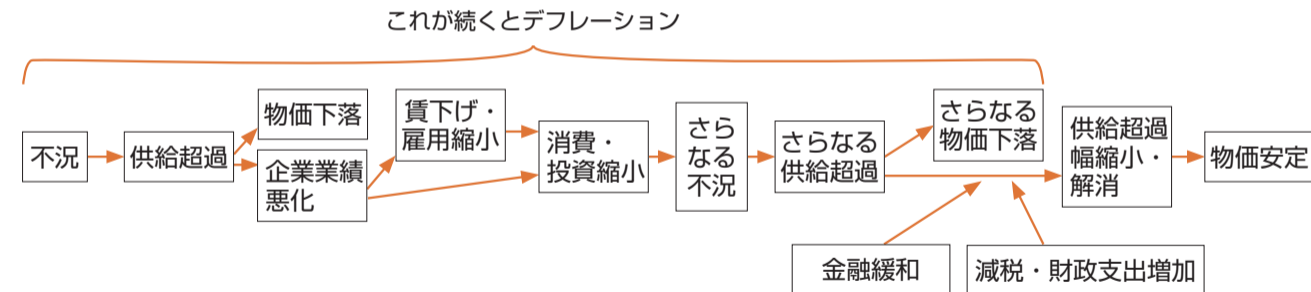 これが続くとデフレーション
不況
供給超過
物価下落
企業業績
悪化
賃下げ・
雇用縮小
消費・
投資縮小
さら
なる
不況
さらなる
供給超過
さらなる
物価下落
供給超過
幅縮小・
解消
物価安定
金融緩和
減税・財政支出増加